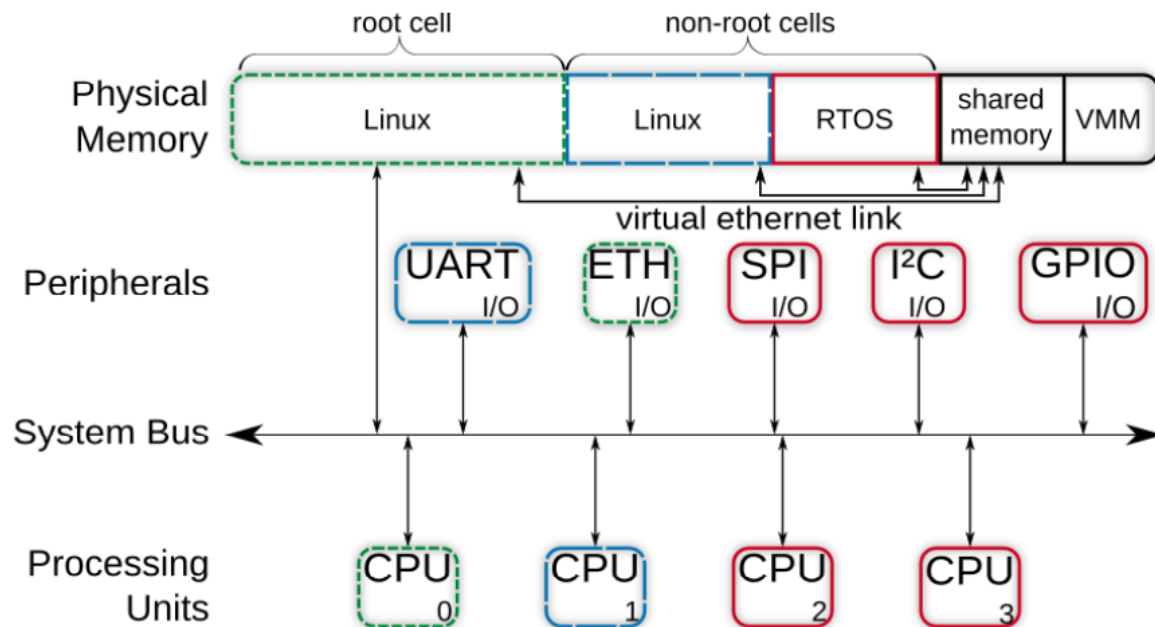 root cell
non-root cells
Physical
Memory
Linux
Linux
RTOS
shared
memory
VMM
virtual ethernet link
Peripherals
UART
I/O
ETH
I/O
SPI
I/O
I²C
I/O
GPIO
I/O
System Bus
Processing
Units
CPU
0
CPU
1
CPU
2
CPU
3